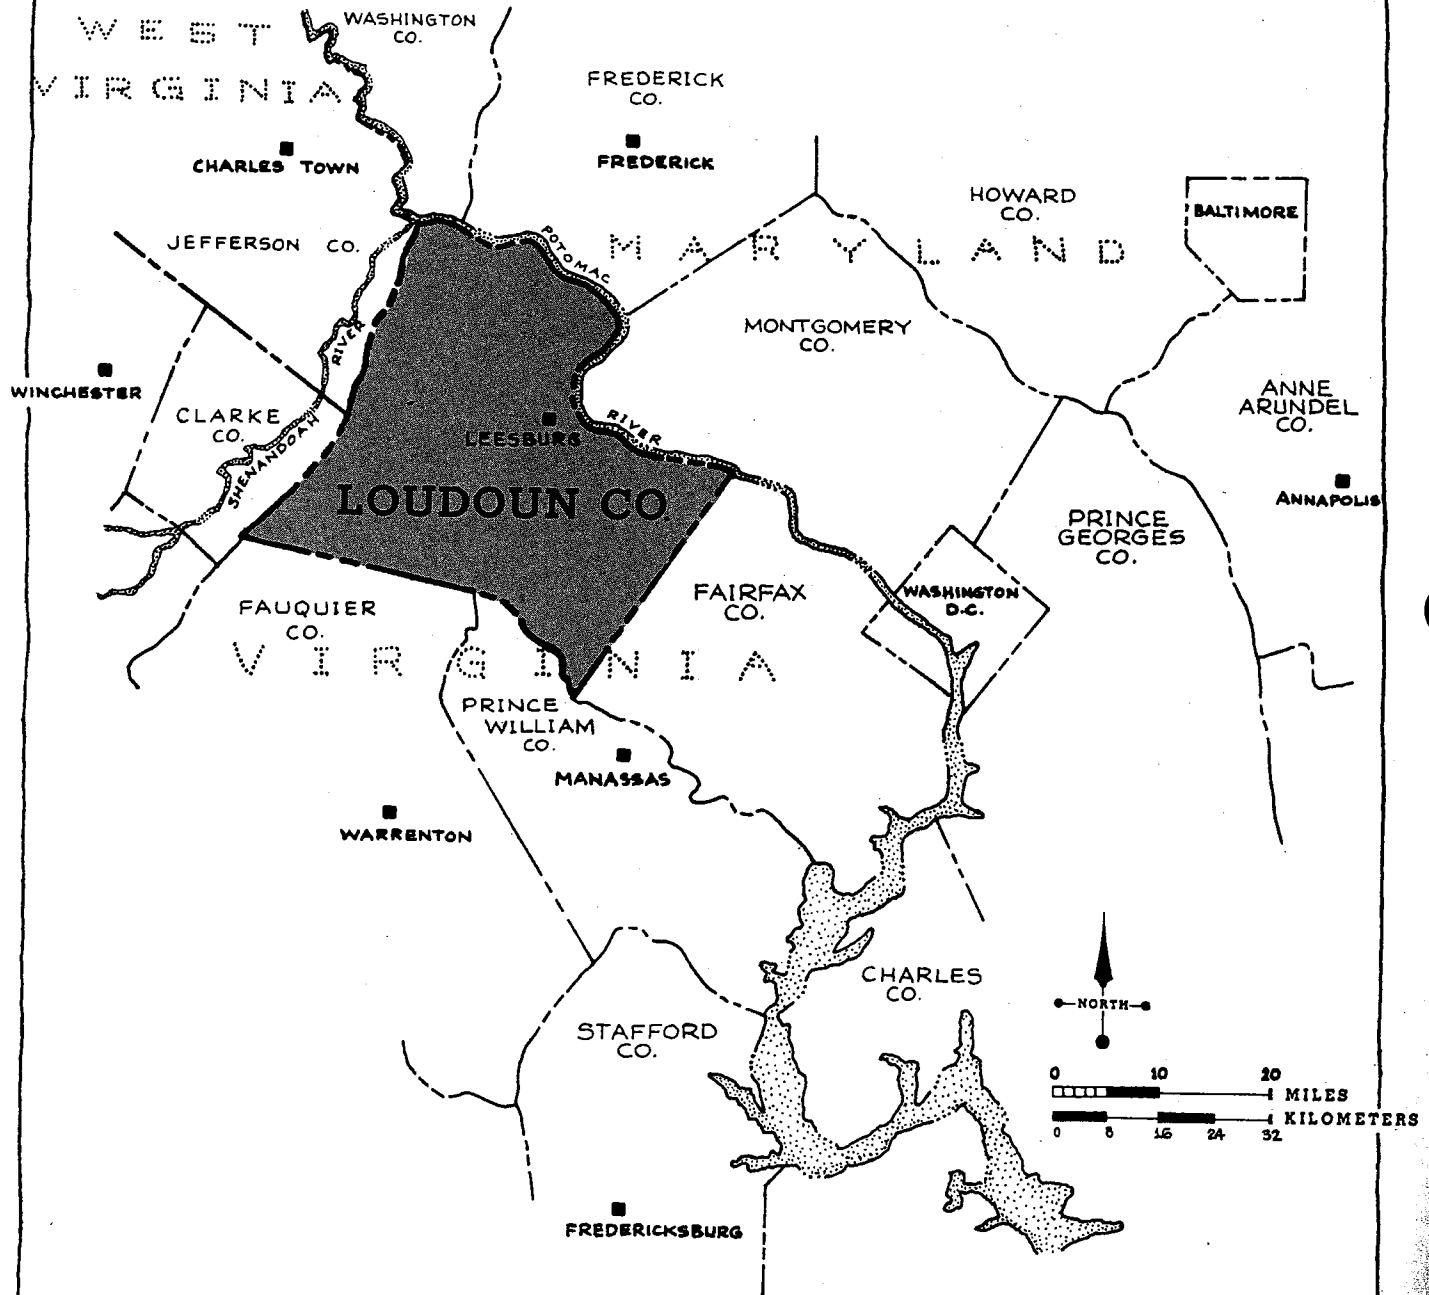 WASHINGTON
CO.
WEST
VIRGINIA
FREDERICK
CO.
CHARLES TOWN
FREDERICK
HOWARD
CO.
BALTIMORE
JEFFERSON CO.
POTOMAC
MARYLAND
MONTGOMERY
CO.
RIVER
WINCHESTER
CLARKE
CO.
SHENANDOAH
LEESBURG
RIVER
ANNE
ARUNDEL
CO.
ANNAPOLIS
LOUDOUN CO.
PRINCE
GEORGES
CO.
FAIRFAX
CO.
WASHINGTON
D.C.
FAUQUIER
CO.
VIRGINIA
PRINCE
WILLIAM
CO.
MANASSAS
WARRENTON
CHARLES
CO.
NORTH
STAFFORD
CO.
0 10 20
MILES
KILOMETERS
0 8 16 24 32
FREDERICKSBURG